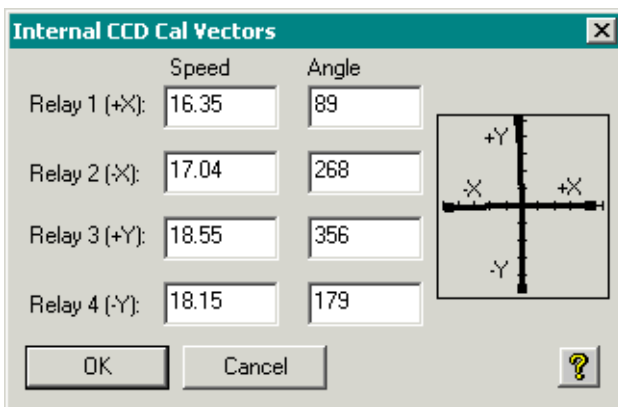 Internal CCD Cal Vectors
Speed Angle
Relay 1 (+X): 16.35 89
Relay 2 (-X): 17.04 268
Relay 3 (+Y): 18.55 356
Relay 4 (-Y): 18.15 179
+Y
-X +X
-Y
OK Cancel ?